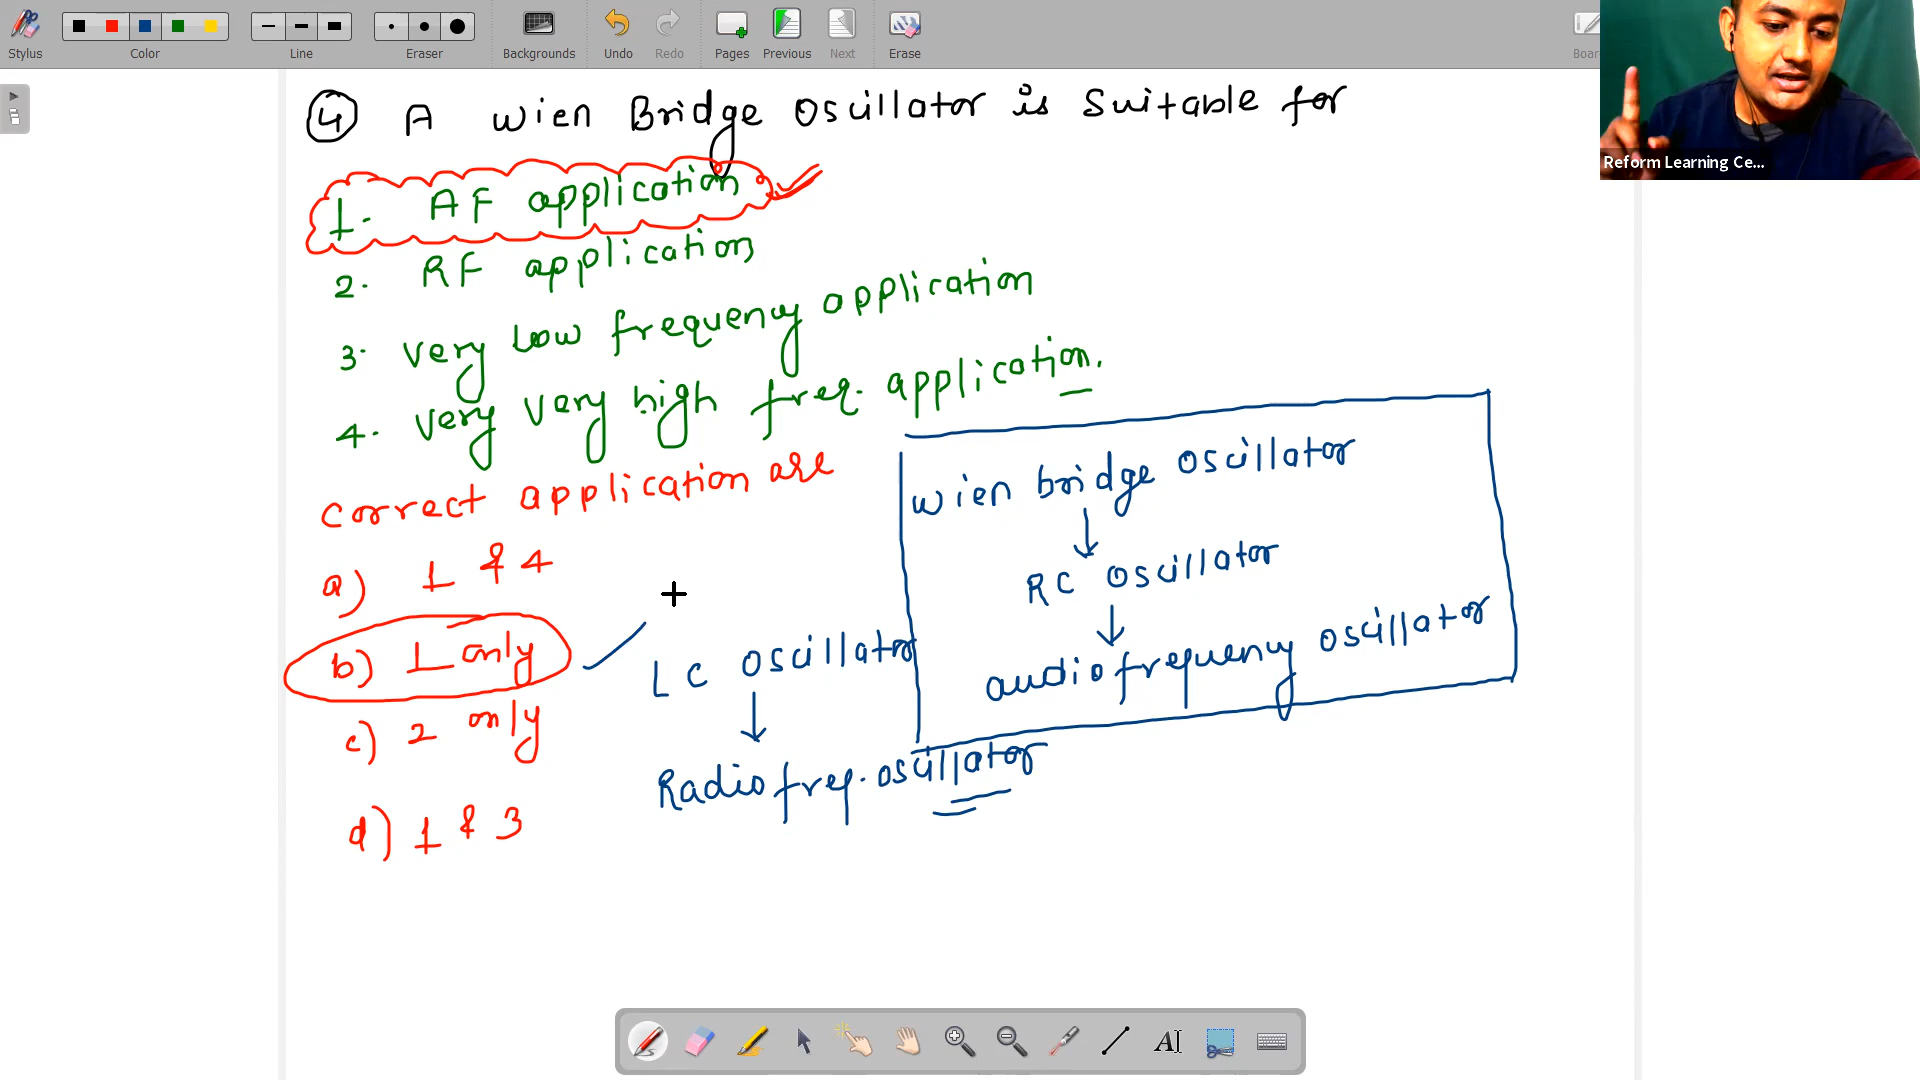 Stylus
Color
Line
Eraser
Backgrounds
Undo
Redo
Pages
Previous
Next
Erase
Boar
Reform Learning Ce...
4 A Wien Bridge Oscillator is Suitable for
1. AF application
2. RF application
3. Very Low frequency application
4. Very Very high freq. application.
Correct application are
a) 1 & 4
b) 1 only
c) 2 only
d) 1 & 3
Wien bridge Oscillator
↓
RC Oscillator
↓
audio frequency oscillator
LC Oscillator
↓
Radio freq. oscillator